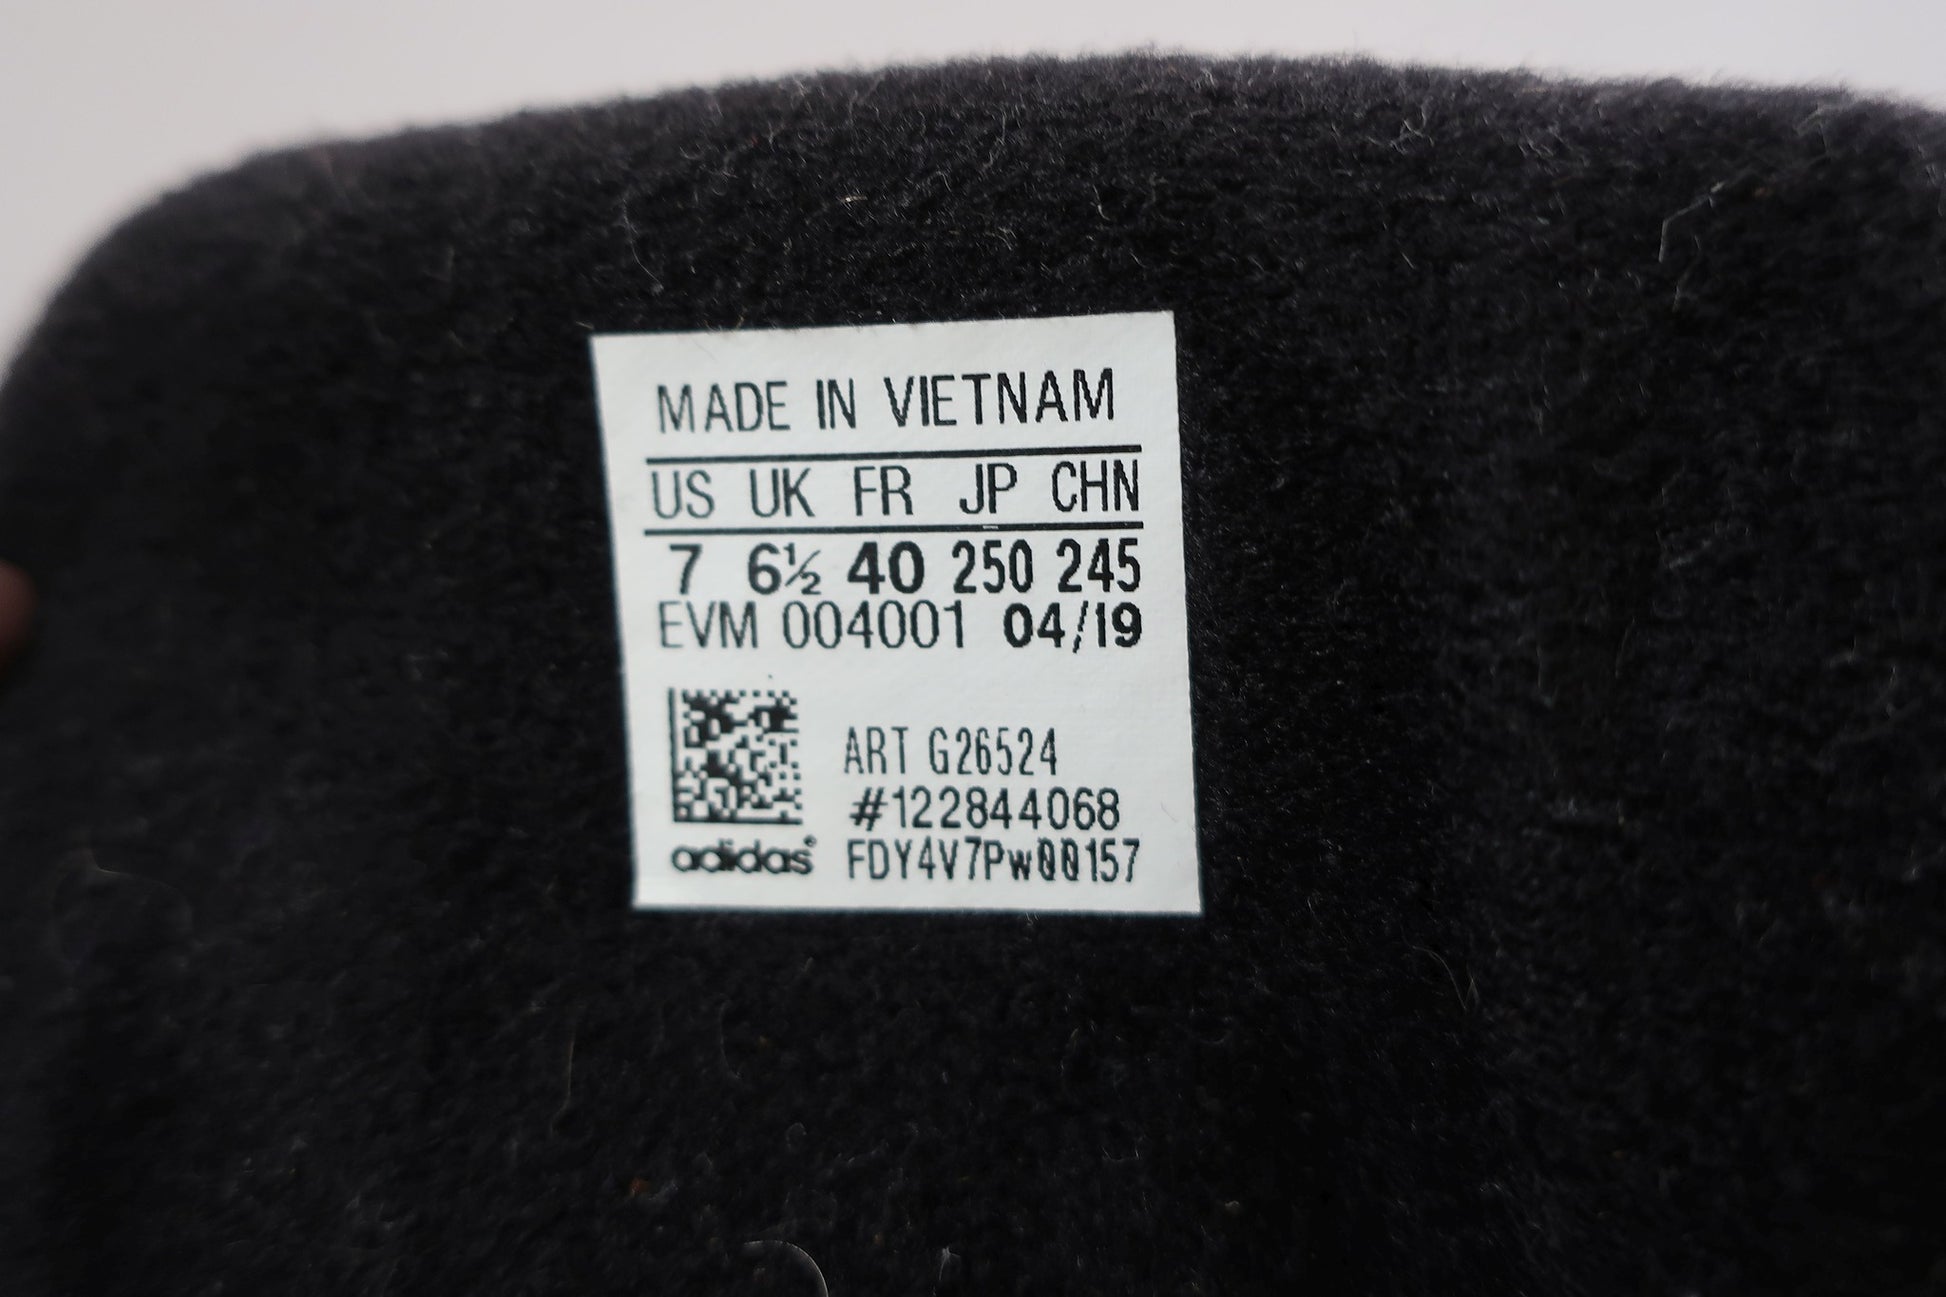 MADE IN VIETNAM
US UK FR JP CHN
7 6½ 40 250 245
EVM 004001 04/19
ART G26524
#122844068
adidas® FDY4V7Pw00157